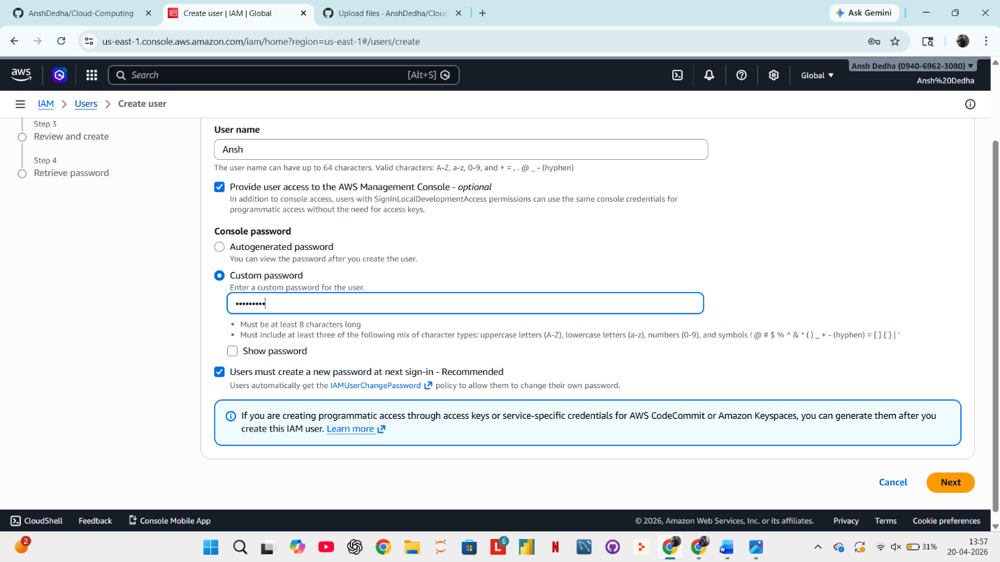 AnshDedha/Cloud-Computing
Create user | IAM | Global
Upload files · AnshDedha/Clou
Ask Gemini
us-east-1.console.aws.amazon.com/iam/home?region=us-east-1#/users/create
aws
Search
[Alt+S]
Global
Ansh Dedha (0940-6962-3080)
Ansh%20Dedha
IAM
Users
Create user
Step 3
Review and create
Step 4
Retrieve password
User name
Ansh
The user name can have up to 64 characters. Valid characters: A-Z, a-z, 0-9, and + = , . @ _ - (hyphen)
Provide user access to the AWS Management Console - optional
In addition to console access, users with SignInLocalDevelopmentAccess permissions can use the same console credentials for
programmatic access without the need for access keys.
Console password
Autogenerated password
You can view the password after you create the user.
Custom password
Enter a custom password for the user.
•••••••••
• Must be at least 8 characters long
• Must include at least three of the following mix of character types: uppercase letters (A-Z), lowercase letters (a-z), numbers (0-9), and symbols ! @ # $ % ^ & * ( ) _ + - (hyphen) = [ ] { } | '
Show password
Users must create a new password at next sign-in - Recommended
Users automatically get the IAMUserChangePassword policy to allow them to change their own password.
If you are creating programmatic access through access keys or service-specific credentials for AWS CodeCommit or Amazon Keyspaces, you can generate them after you
create this IAM user. Learn more
Cancel
Next
CloudShell
Feedback
Console Mobile App
© 2026, Amazon Web Services, Inc. or its affiliates.
Privacy
Terms
Cookie preferences
2
L
6
N
W
31%
13:57
20-04-2026